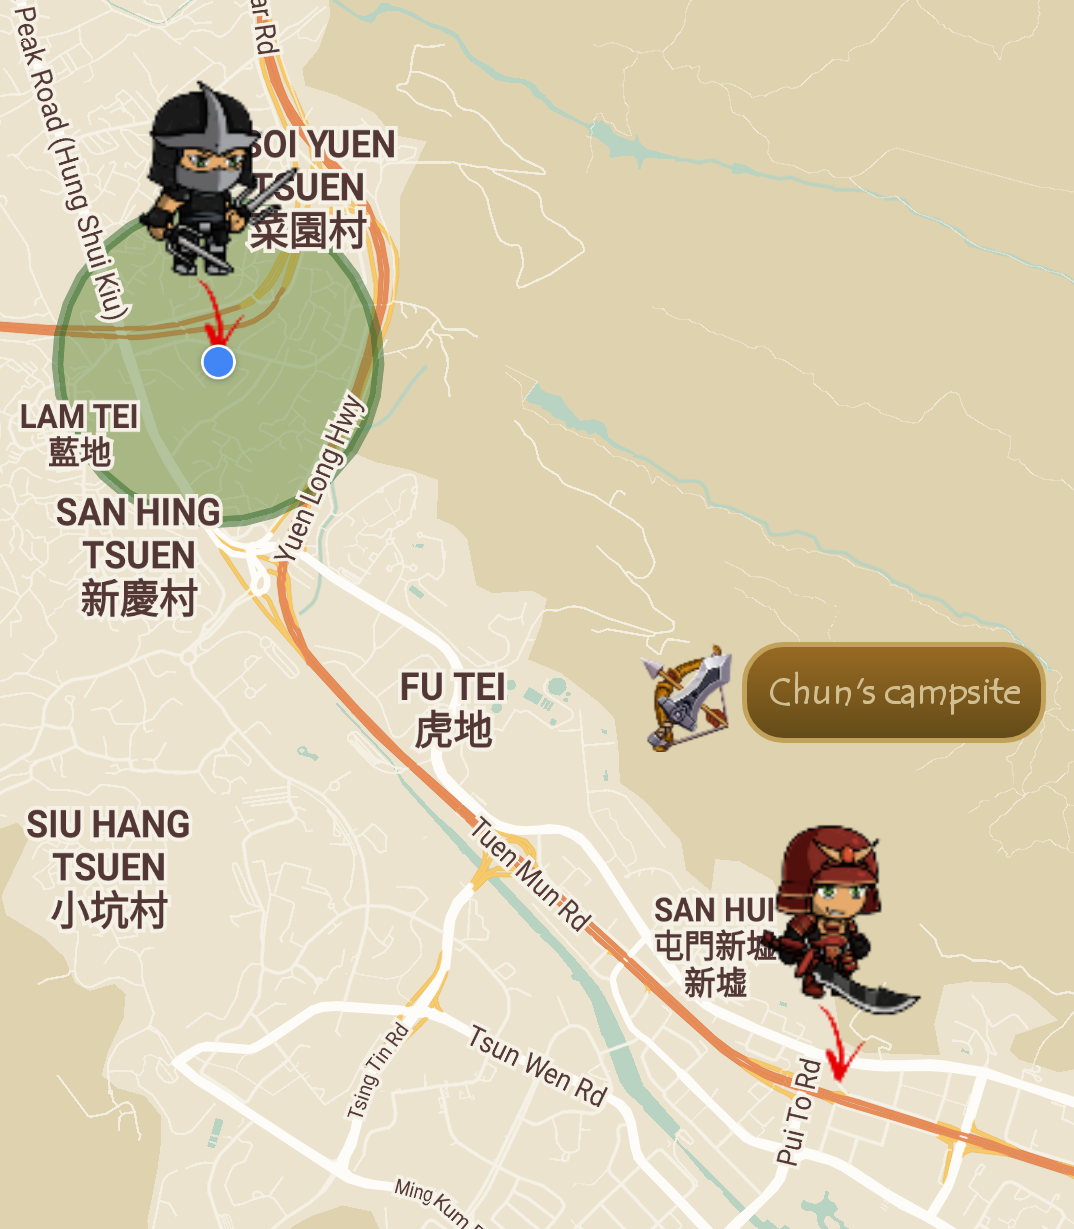 ar Rd
Peak Road (Hung Shui Kiu)
SOI YUEN
TSUEN
菜園村
LAM TEI
藍地
Yuen Long Hwy
SAN HING
TSUEN
新慶村
FU TEI
虎地
Chun's campsite
SIU HANG
TSUEN
小坑村
Tuen Mun Rd
SAN HUI
屯門新墟
新墟
Tsing Tin Rd
Tsun Wen Rd
Pui To Rd
Ming Kum